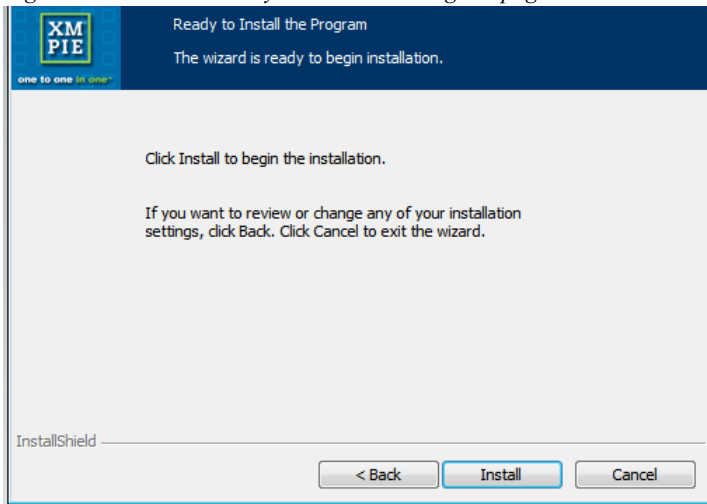 XM
PIE
one to one in one
Ready to Install the Program
The wizard is ready to begin installation.
Click Install to begin the installation.
If you want to review or change any of your installation
settings, click Back. Click Cancel to exit the wizard.
InstallShield
< Back
Install
Cancel